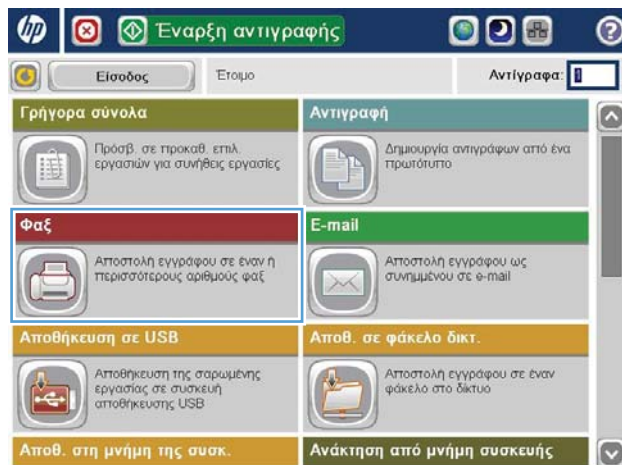 hp
Έναρξη αντιγραφής
?
Είσοδος
Έτοιμο
Αντίγραφα: 1
Γρήγορα σύνολα
Πρόσβ. σε προκαθ. επιλ.
εργασιών για συνήθεις εργασίες
Αντιγραφή
Δημιουργία αντιγράφων από ένα
πρωτότυπο
Φαξ
Αποστολή εγγράφου σε έναν ή
περισσότερους αριθμούς φαξ
E-mail
Αποστολή εγγράφου ως
συνημμένου σε e-mail
Αποθήκευση σε USB
Αποθήκευση της σαρωμένης
εργασίας σε συσκευή
αποθήκευσης USB
Αποθ. σε φάκελο δικτ.
Αποστολή εγγράφου σε έναν
φάκελο στο δίκτυο
Αποθ. στη μνήμη της συσκ.
Ανάκτηση από μνήμη συσκευής